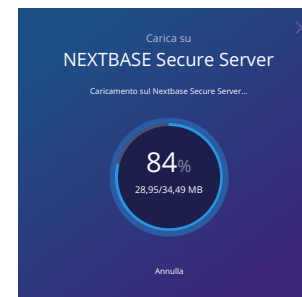 Carica su
NEXTBASE Secure Server
Caricamento sul Nextbase Secure Server...
84%
28,95/34,49 MB
Annulla